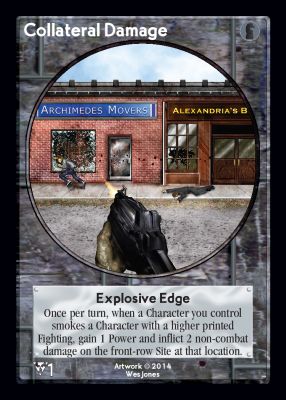 Collateral Damage
ARCHIMEDES MOVERS
ALEXANDRIA'S B
Explosive Edge
Once per turn, when a Character you control
smokes a Character with a higher printed
Fighting, gain 1 Power and inflict 2 non-combat
damage on the front-row Site at that location.
1
Artwork © 2014
Wes Jones